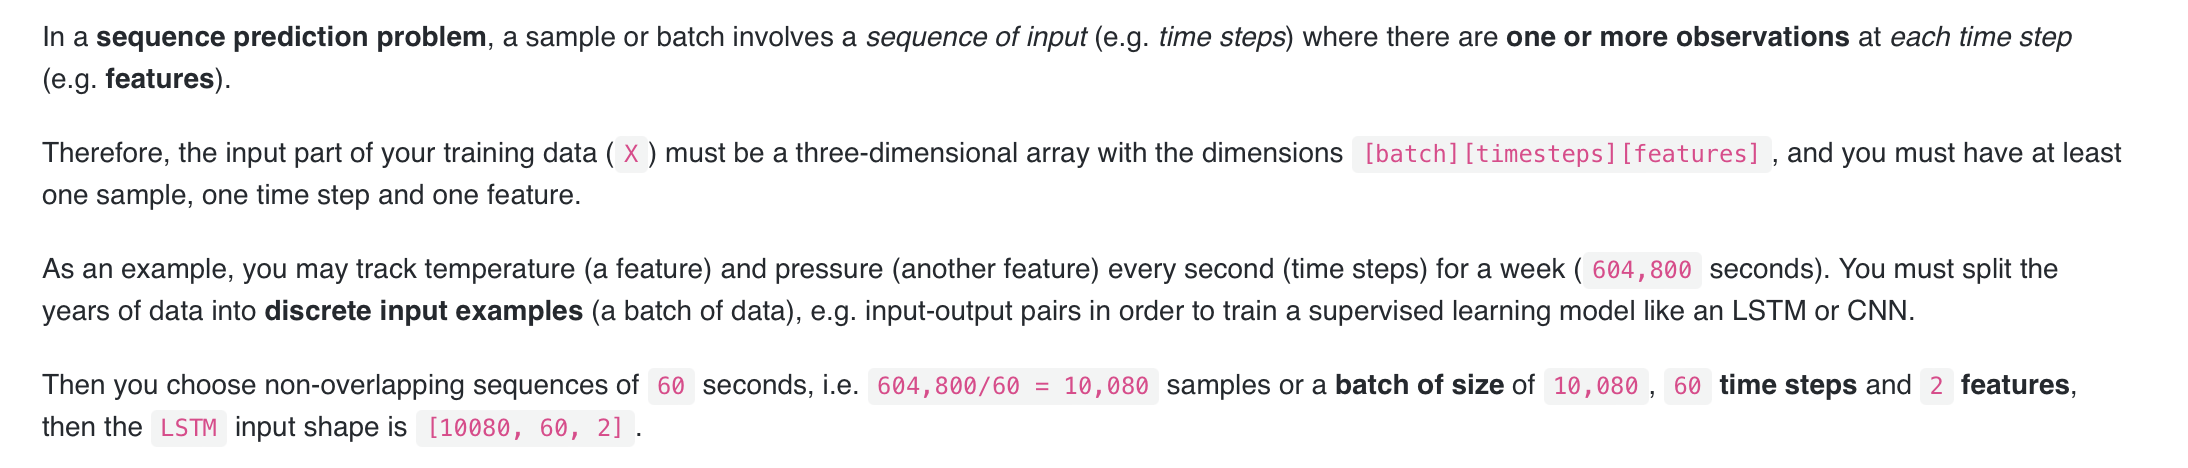 In a sequence prediction problem, a sample or batch involves a sequence of input (e.g. time steps) where there are one or more observations at each time step
(e.g. features).
Therefore, the input part of your training data ( X ) must be a three-dimensional array with the dimensions [batch][timesteps][features] , and you must have at least
one sample, one time step and one feature.
As an example, you may track temperature (a feature) and pressure (another feature) every second (time steps) for a week ( 604,800 seconds). You must split the
years of data into discrete input examples (a batch of data), e.g. input-output pairs in order to train a supervised learning model like an LSTM or CNN.
Then you choose non-overlapping sequences of 60 seconds, i.e. 604,800/60 = 10,080 samples or a batch of size of 10,080 , 60 time steps and 2 features,
then the LSTM input shape is [10080, 60, 2] .